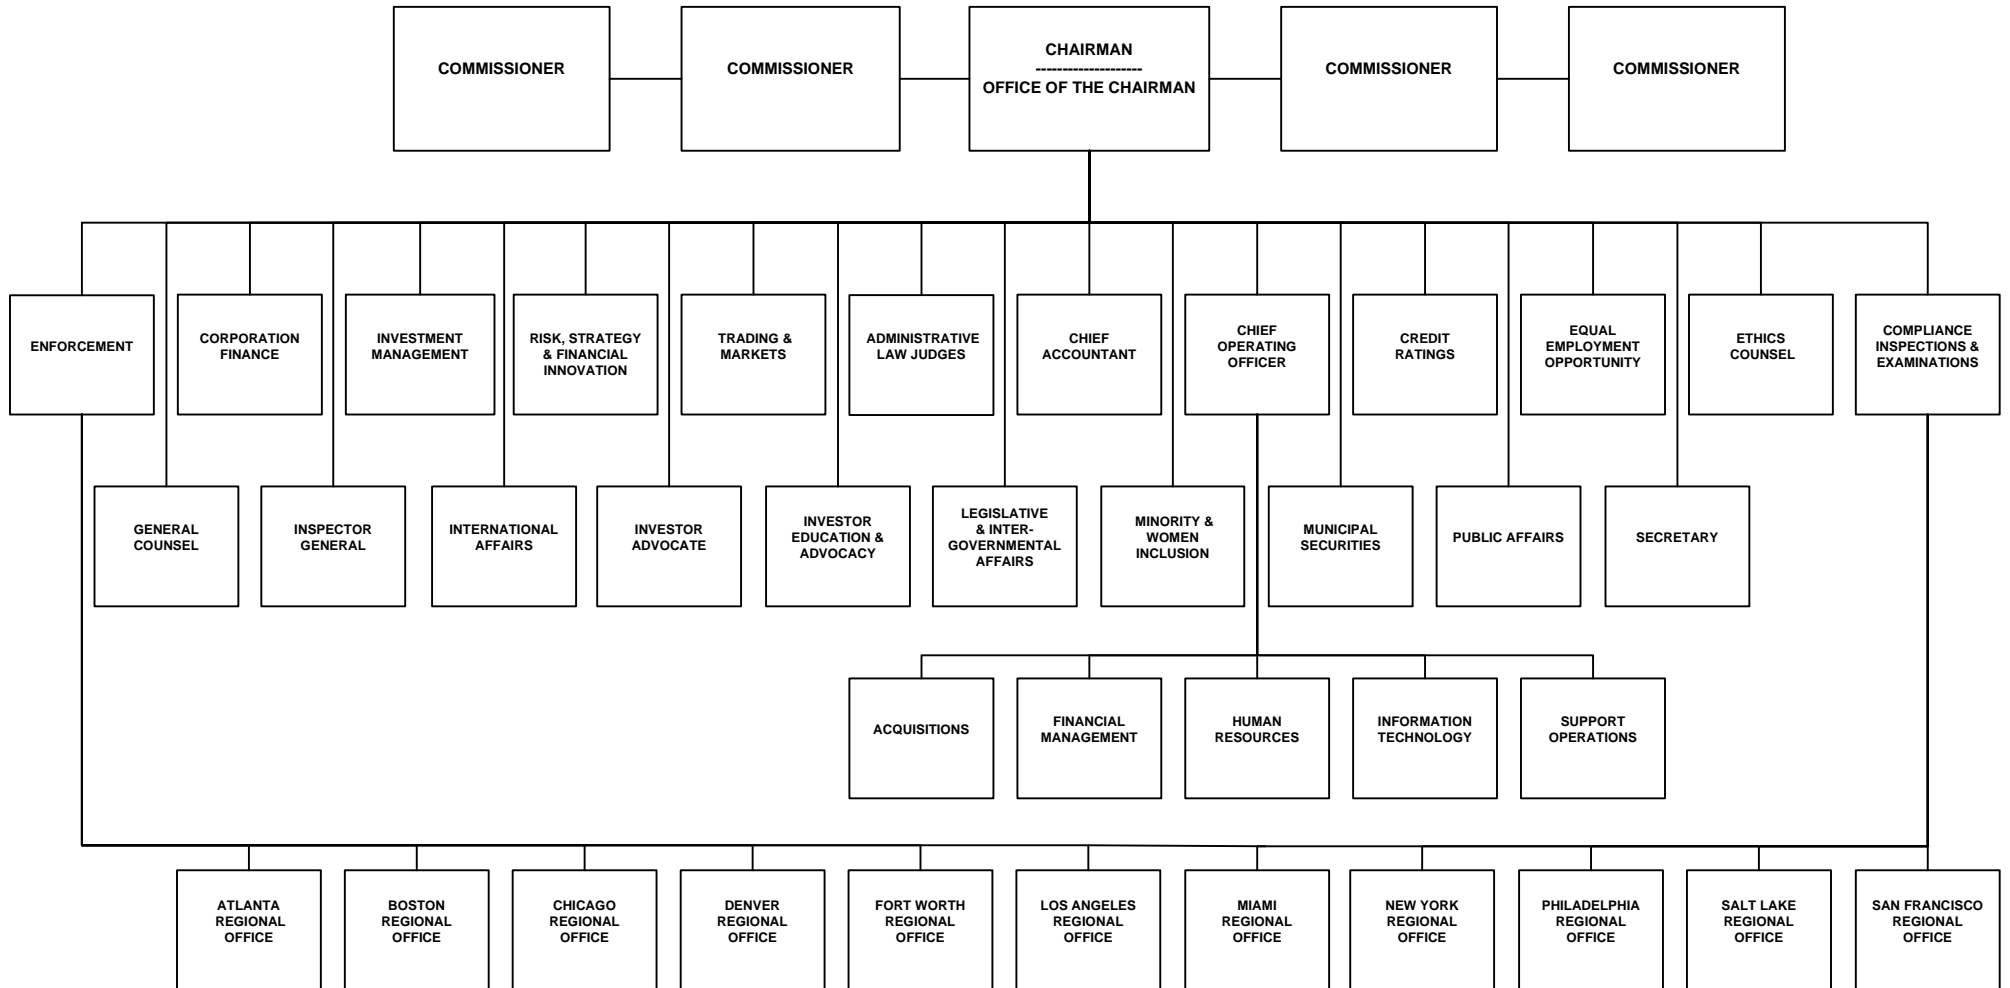 COMMISSIONER
COMMISSIONER
CHAIRMAN
--------------------
OFFICE OF THE CHAIRMAN
COMMISSIONER
COMMISSIONER
ENFORCEMENT
CORPORATION
FINANCE
INVESTMENT
MANAGEMENT
RISK, STRATEGY
& FINANCIAL
INNOVATION
TRADING &
MARKETS
ADMINISTRATIVE
LAW JUDGES
CHIEF
ACCOUNTANT
CHIEF
OPERATING
OFFICER
CREDIT
RATINGS
EQUAL
EMPLOYMENT
OPPORTUNITY
ETHICS
COUNSEL
COMPLIANCE
INSPECTIONS &
EXAMINATIONS
GENERAL
COUNSEL
INSPECTOR
GENERAL
INTERNATIONAL
AFFAIRS
INVESTOR
ADVOCATE
INVESTOR
EDUCATION &
ADVOCACY
LEGISLATIVE
& INTER-
GOVERNMENTAL
AFFAIRS
MINORITY &
WOMEN
INCLUSION
MUNICIPAL
SECURITIES
PUBLIC AFFAIRS
SECRETARY
ACQUISITIONS
FINANCIAL
MANAGEMENT
HUMAN
RESOURCES
INFORMATION
TECHNOLOGY
SUPPORT
OPERATIONS
ATLANTA
REGIONAL
OFFICE
BOSTON
REGIONAL
OFFICE
CHICAGO
REGIONAL
OFFICE
DENVER
REGIONAL
OFFICE
FORT WORTH
REGIONAL
OFFICE
LOS ANGELES
REGIONAL
OFFICE
MIAMI
REGIONAL
OFFICE
NEW YORK
REGIONAL
OFFICE
PHILADELPHIA
REGIONAL
OFFICE
SALT LAKE
REGIONAL
OFFICE
SAN FRANCISCO
REGIONAL
OFFICE